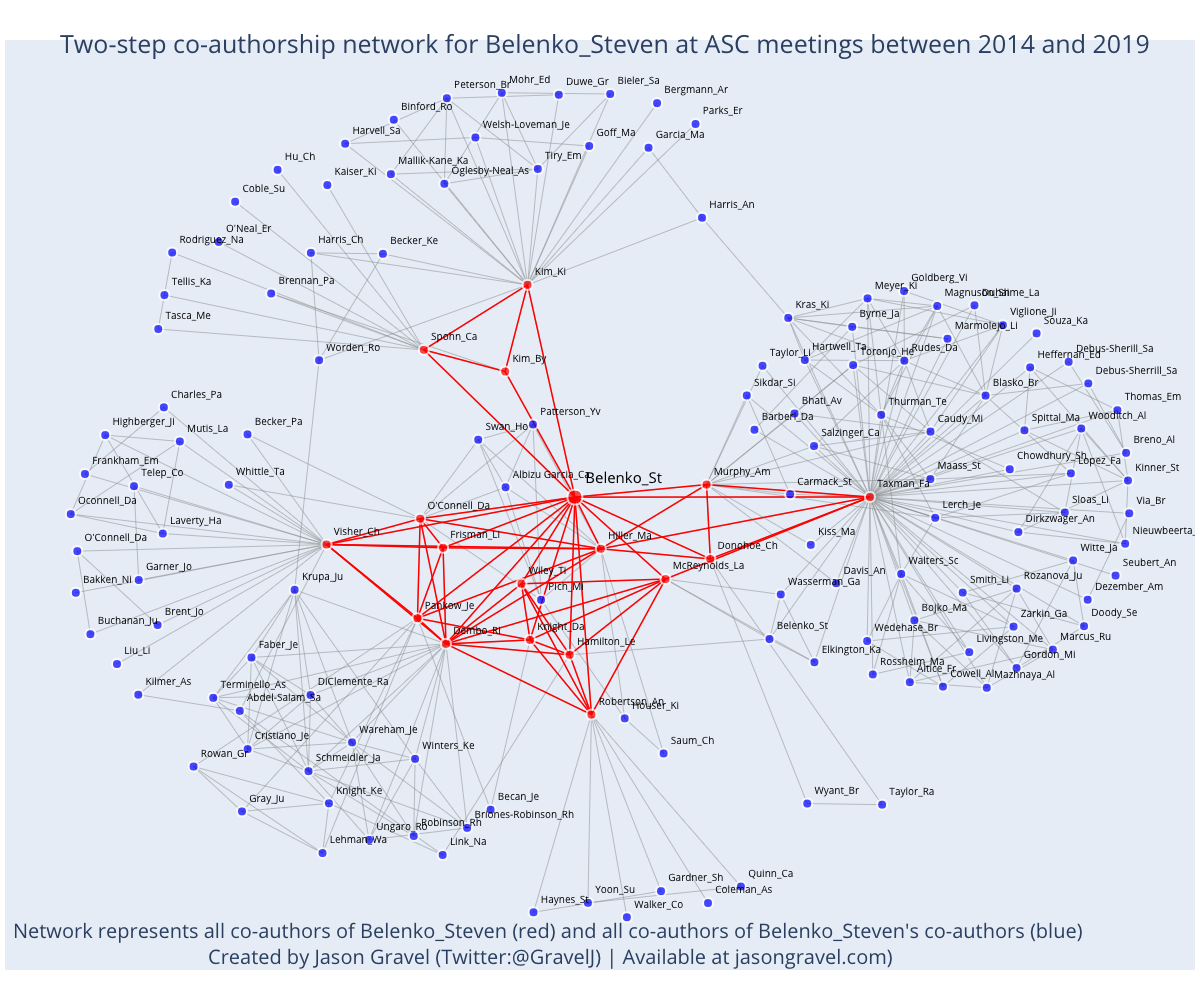 Two-step co-authorship network for Belenko_Steven at ASC meetings between 2014 and 2019
Peterson_Br
Mohr_Ed
Duwe_Gr
Bieler_Sa
Bergmann_Ar
Binford_Ro
Parks_Er
Harvell_Sa
Welsh-Loveman_Je
Goff_Ma
Garcia_Ma
Hu_Ch
Kaiser_Ki
Mallik-Kane_Ka
Oglesby-Neal_As
Tiry_Em
Coble_Su
Harris_An
O'Neal_Er
Rodriguez_Na
Harris_Ch
Becker_Ke
Kim_Ki
Tellis_Ka
Brennan_Pa
Tasca_Me
Spohn_Ca
Kim_By
Worden_Ro
Goldberg_Vi
Meyer_Ki
Magnuson_Sh
Duhaime_La
Kras_Ki
Byrne_Ja
Marmolejo_Li
Viglione_Ji
Souza_Ka
Taylor_Li
Hartwell_Ta
Toronjo_He
Rudes_Da
Heffernan_Ed
Debus-Sherill_Sa
Sikdar_Si
Blasko_Br
Debus-Sherrill_Sa
Bhati_Av
Thurman_Te
Thomas_Em
Barberi_Da
Caudy_Mi
Spittal_Ma
Wooditch_Al
Salzinger_Ca
Breno_Al
Charles_Pa
Highberger_Ji
Mutis_La
Becker_Pa
Swan_Ho
Patterson_Yv
Frankham_Em
Telep_Co
Whittle_Ta
Albizu Garcia_Ca
Belenko_St
Murphy_Am
Carmack_St
Taxman_Fa
Maass_St
Chowdhury_Sh
Lopez_Fa
Kinner_St
Oconnell_Da
Laverty_Ha
O'Connell_Da
Lerch_Je
Sloas_Li
Via_Br
O'Connell_Da
Visher_Ch
Frisman_Li
Hiller_Ma
Kiss_Ma
Dirkzwager_An
Nieuwbeerta_
Bakken_Ni
Garner_Jo
Krupa_Ju
Wiley_Ti
Pich_Mi
McReynolds_La
Donohoe_Ch
Wasserman_Ga
Davis_An
Walters_Sc
Witte_Ja
Seubert_An
Smith_Li
Rozanova_Ju
Dezember_Am
Buchanan_Ju
Brent_Jo
Pankow_Je
Dembo_Ri
Knight_Da
Hamilton_Le
Belenko_St
Bojko_Ma
Zarkin_Ga
Doody_Se
Liu_Li
Faber_Je
Elkington_Ka
Wedehase_Br
Livingston_Me
Marcus_Ru
Kilmer_As
Terminello_As
DiClemente_Ra
Rossheim_Ma
Altice_Fr
Cowell_Al
Gordon_Mi
Mazhnaya_Al
Abdel-Salam_Sa
Robertson_An
Houser_Ki
Cristiano_Je
Wareham_Je
Winters_Ke
Saum_Ch
Rowan_Gr
Schmeidler_Ja
Gray_Ju
Knight_Ke
Becan_Je
Briones-Robinson_Rh
Wyant_Br
Taylor_Ra
Lehman_Wa
Ungaro_Ro
Robinson_Rh
Link_Na
Haynes_St
Yoon_Su
Gardner_Sh
Quinn_Ca
Walker_Co
Coleman_As
Network represents all co-authors of Belenko_Steven (red) and all co-authors of Belenko_Steven's co-authors (blue)
Created by Jason Gravel (Twitter:@GravelJ) | Available at jasongravel.com)